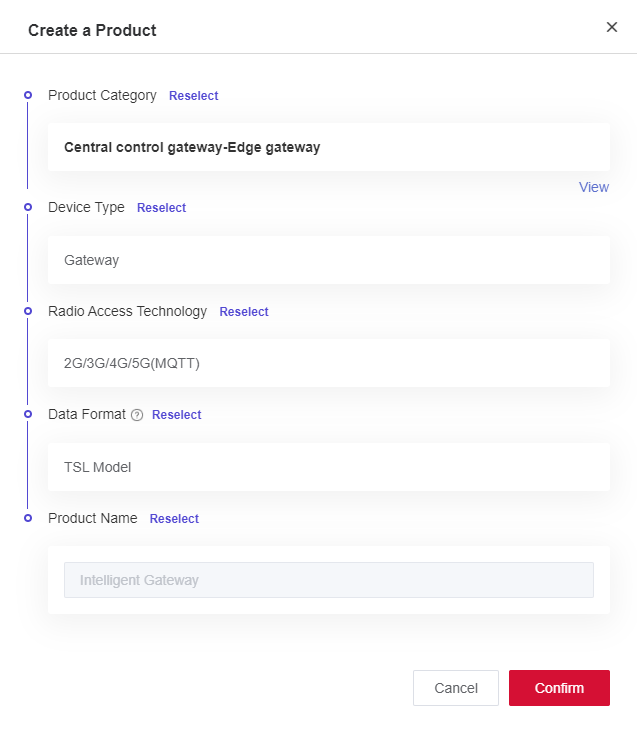 Create a Product
Product Category Reselect
Central control gateway-Edge gateway
View
Device Type Reselect
Gateway
Radio Access Technology Reselect
2G/3G/4G/5G(MQTT)
Data Format ? Reselect
TSL Model
Product Name Reselect
Intelligent Gateway
Cancel Confirm